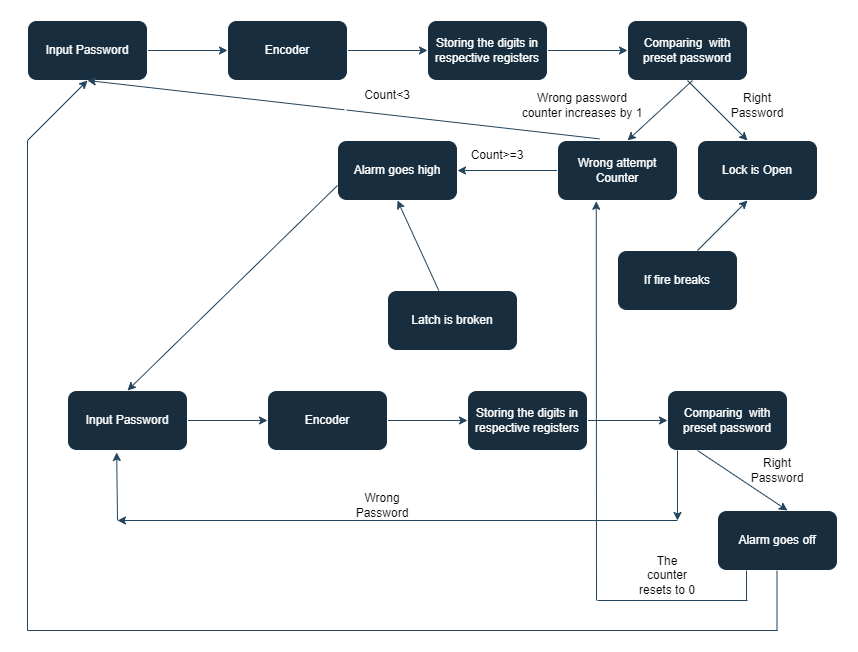 Input Password
Encoder
Storing the digits in
respective registers
Comparing with
preset password
Count<3
Wrong password
counter increases by 1
Right
Password
Alarm goes high
Count>=3
Wrong attempt
Counter
Lock is Open
If fire breaks
Latch is broken
Input Password
Encoder
Storing the digits in
respective registers
Comparing with
preset password
Right
Password
Wrong
Password
Alarm goes off
The
counter
resets to 0